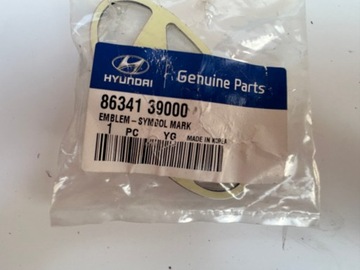 HYUNDAI
Genuine Parts
86341 39000
EMBLEM-SYMBOL MARK
1 PC YG MADE IN KOREA